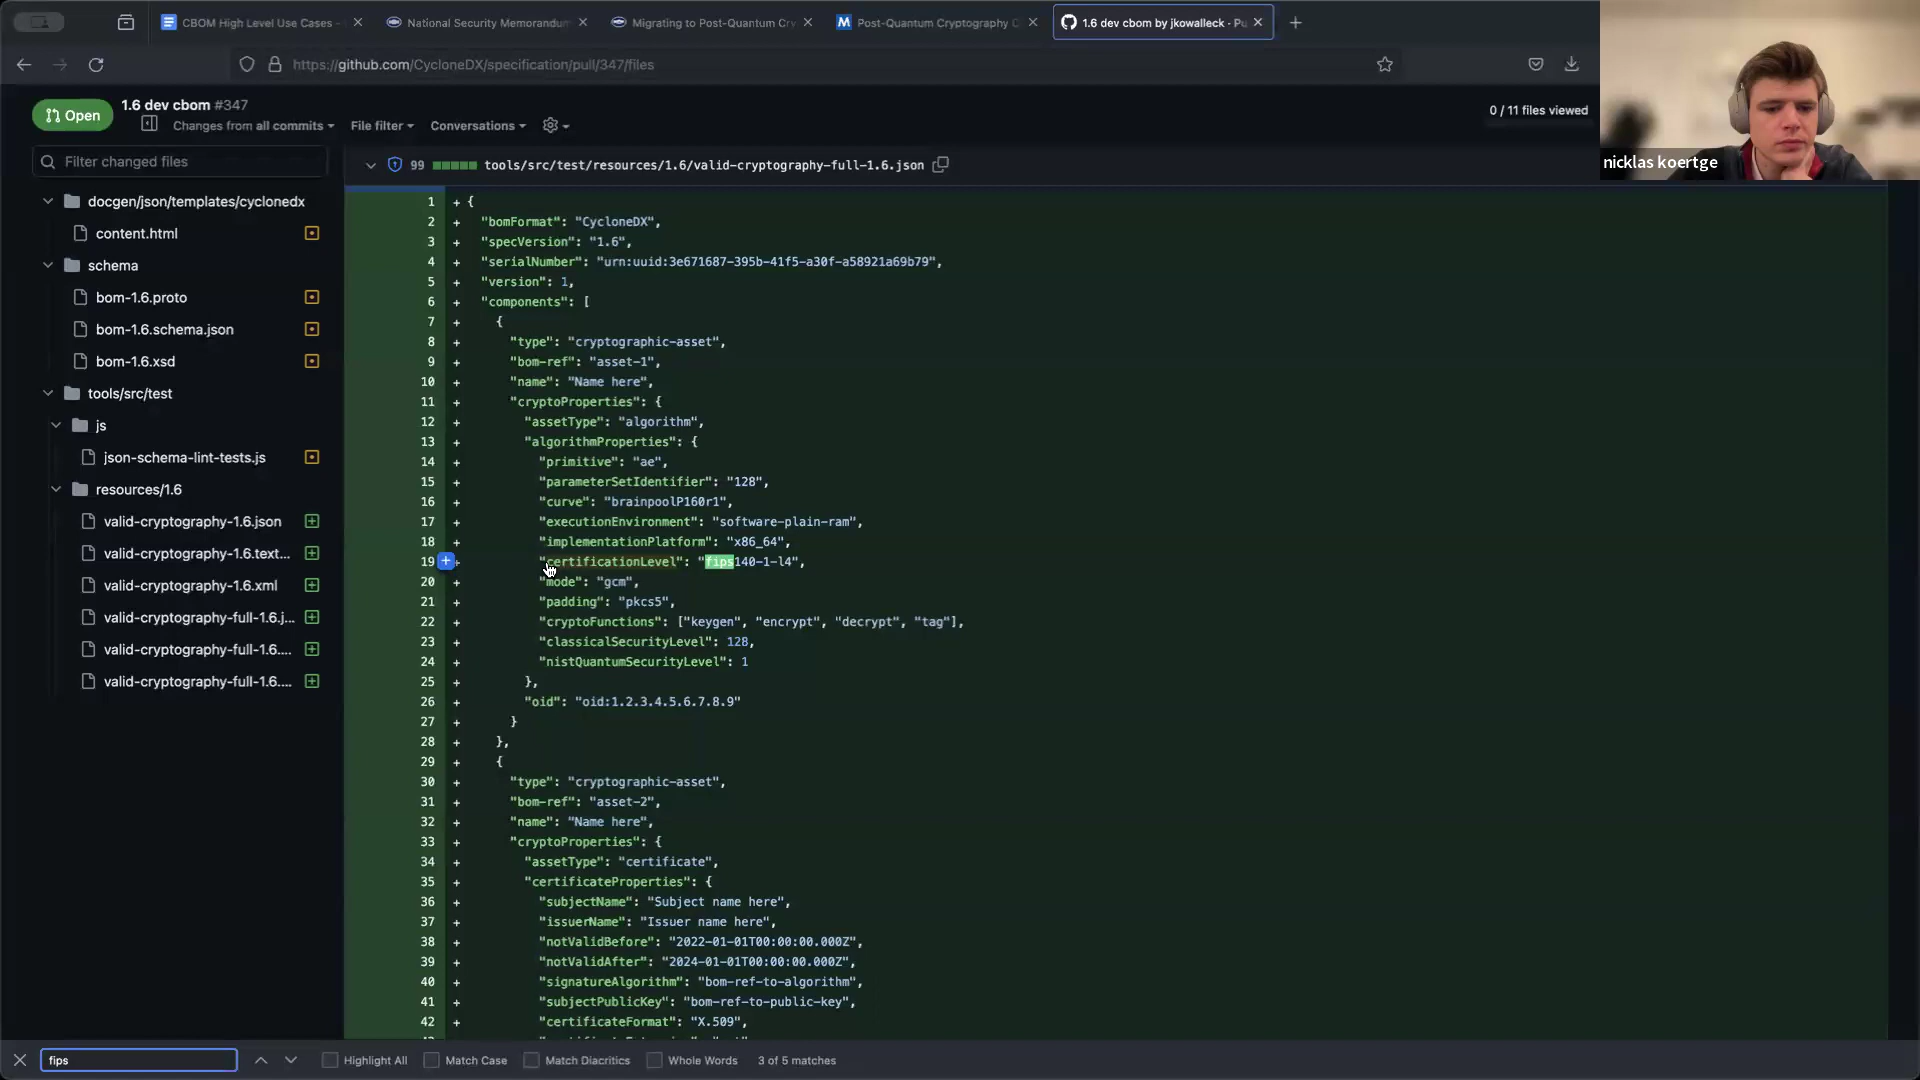 CBOM High Level Use Cases -
National Security Memorandum
Migrating to Post-Quantum Cry
Post-Quantum Cryptography C
1.6 dev cbom by jkowalleck · Pu
https://github.com/CycloneDX/specification/pull/347/files
nicklas koertge
Open
1.6 dev cbom #347
Changes from all commits
File filter
Conversations
0 / 11 files viewed
Filter changed files
docgen/json/templates/cyclonedx
content.html
schema
bom-1.6.proto
bom-1.6.schema.json
bom-1.6.xsd
tools/src/test
js
json-schema-lint-tests.js
resources/1.6
valid-cryptography-1.6.json
valid-cryptography-1.6.text...
valid-cryptography-1.6.xml
valid-cryptography-full-1.6.j...
valid-cryptography-full-1.6....
valid-cryptography-full-1.6....
99 tools/src/test/resources/1.6/valid-cryptography-full-1.6.json
1 + {
2 + "bomFormat": "CycloneDX",
3 + "specVersion": "1.6",
4 + "serialNumber": "urn:uuid:3e671687-395b-41f5-a30f-a58921a69b79",
5 + "version": 1,
6 + "components": [
7 + {
8 + "type": "cryptographic-asset",
9 + "bom-ref": "asset-1",
10 + "name": "Name here",
11 + "cryptoProperties": {
12 + "assetType": "algorithm",
13 + "algorithmProperties": {
14 + "primitive": "ae",
15 + "parameterSetIdentifier": "128",
16 + "curve": "brainpoolP160r1",
17 + "executionEnvironment": "software-plain-ram",
18 + "implementationPlatform": "x86_64",
19 + "certificationLevel": "fips140-1-l4",
20 + "mode": "gcm",
21 + "padding": "pkcs5",
22 + "cryptoFunctions": ["keygen", "encrypt", "decrypt", "tag"],
23 + "classicalSecurityLevel": 128,
24 + "nistQuantumSecurityLevel": 1
25 + },
26 + "oid": "oid:1.2.3.4.5.6.7.8.9"
27 + }
28 + },
29 + {
30 + "type": "cryptographic-asset",
31 + "bom-ref": "asset-2",
32 + "name": "Name here",
33 + "cryptoProperties": {
34 + "assetType": "certificate",
35 + "certificateProperties": {
36 + "subjectName": "Subject name here",
37 + "issuerName": "Issuer name here",
38 + "notValidBefore": "2022-01-01T00:00:00.000Z",
39 + "notValidAfter": "2024-01-01T00:00:00.000Z",
40 + "signatureAlgorithm": "bom-ref-to-algorithm",
41 + "subjectPublicKey": "bom-ref-to-public-key",
42 + "certificateFormat": "X.509",
fips
Highlight All
Match Case
Match Diacritics
Whole Words
3 of 5 matches